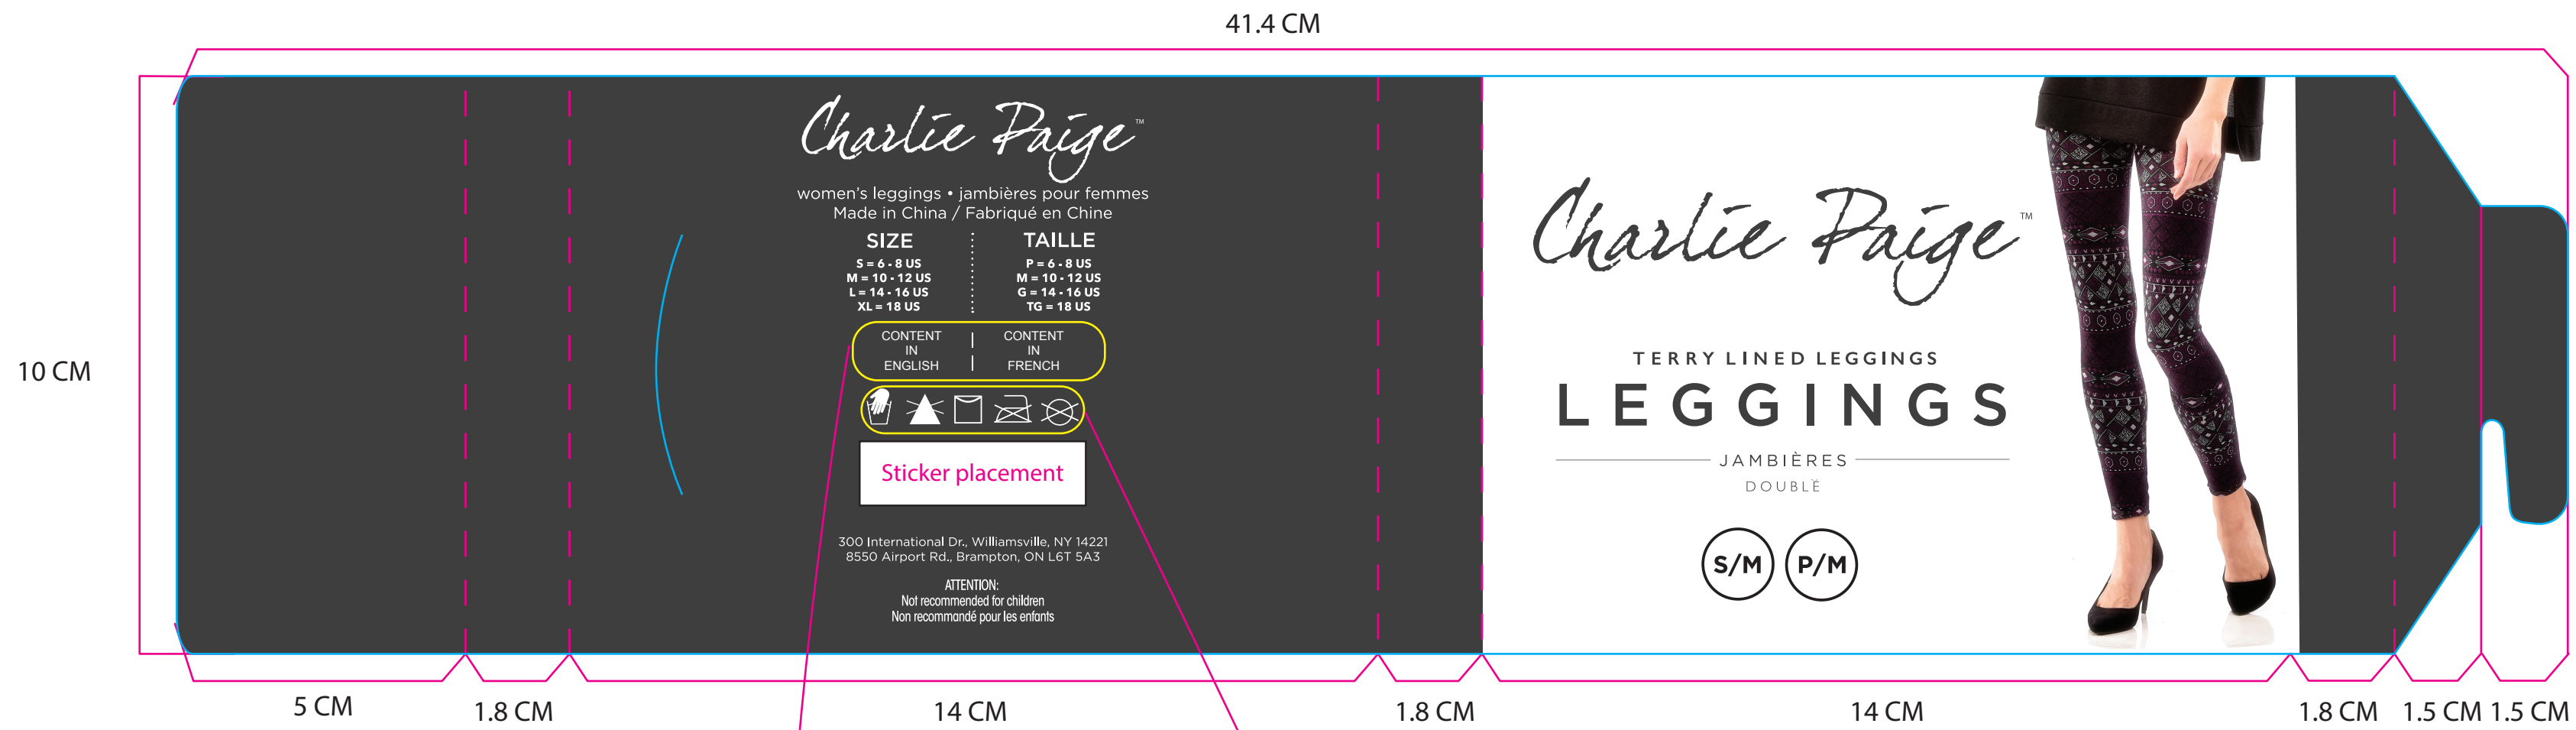 41.4 CM
10 CM
Charlie Paige™
women's leggings • jambières pour femmes
Made in China / Fabriqué en Chine
SIZE
S = 6 - 8 US
M = 10 - 12 US
L = 14 - 16 US
XL = 18 US
TAILLE
P = 6 - 8 US
M = 10 - 12 US
G = 14 - 16 US
TG = 18 US
CONTENT
IN
ENGLISH
CONTENT
IN
FRENCH
Sticker placement
300 International Dr., Williamsville, NY 14221
8550 Airport Rd., Brampton, ON L6T 5A3
ATTENTION:
Not recommended for children
Non recommandé pour les enfants
Charlie Paige™
TERRY LINED LEGGINGS
LEGGINGS
JAMBIÈRES
DOUBLÉ
S/M P/M
5 CM 1.8 CM 14 CM 1.8 CM 14 CM 1.8 CM 1.5 CM 1.5 CM